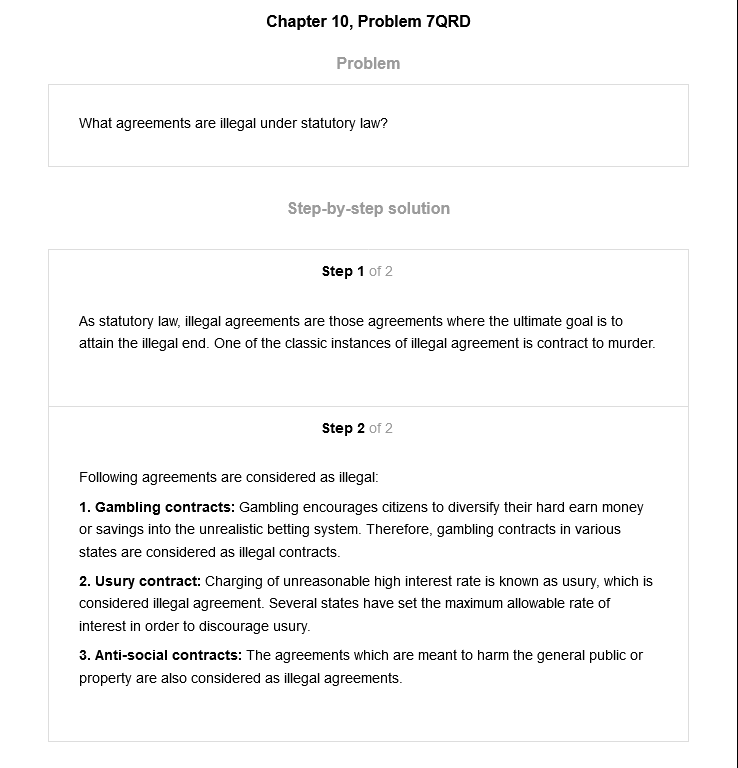 Chapter 10, Problem 7QRD
Problem
What agreements are illegal under statutory law?
Step-by-step solution
Step 1 of 2
As statutory law, illegal agreements are those agreements where the ultimate goal is to
attain the illegal end. One of the classic instances of illegal agreement is contract to murder.
Step 2 of 2
Following agreements are considered as illegal:
1. Gambling contracts: Gambling encourages citizens to diversify their hard earn money
or savings into the unrealistic betting system. Therefore, gambling contracts in various
states are considered as illegal contracts.
2. Usury contract: Charging of unreasonable high interest rate is known as usury, which is
considered illegal agreement. Several states have set the maximum allowable rate of
interest in order to discourage usury.
3. Anti-social contracts: The agreements which are meant to harm the general public or
property are also considered as illegal agreements.